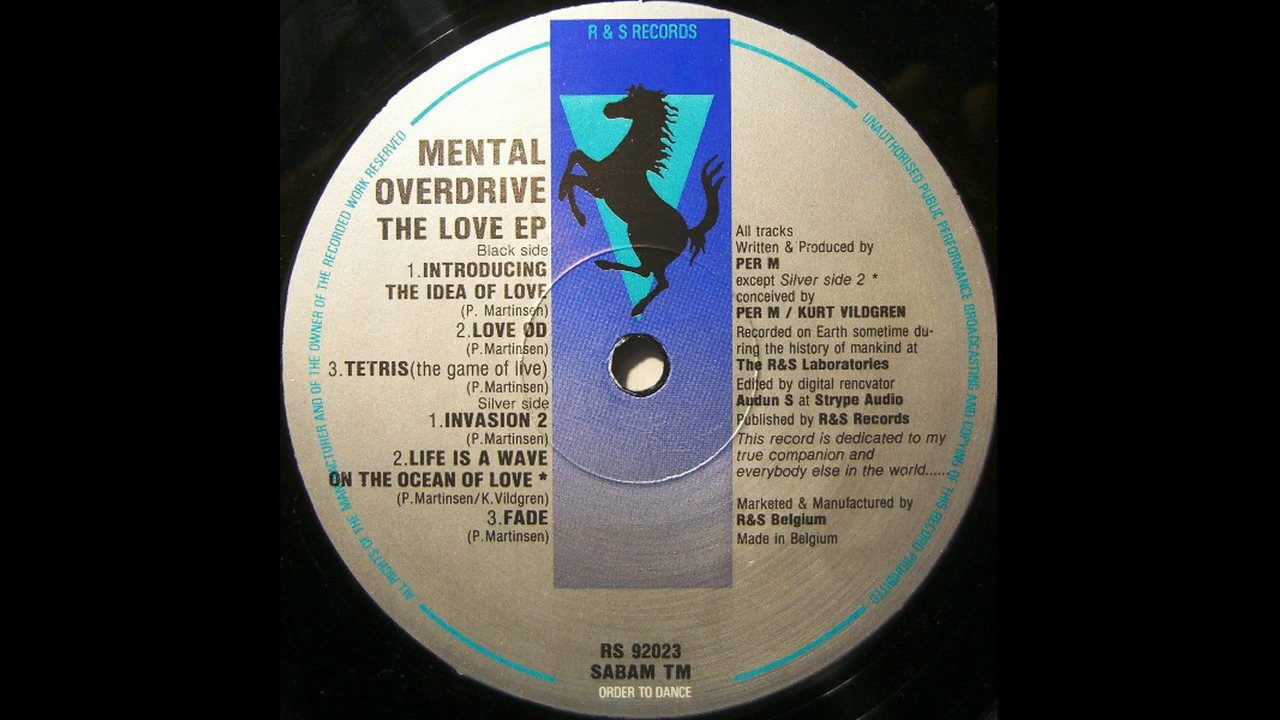 R & S RECORDS
MENTAL
OVERDRIVE
THE LOVE EP
Black side
1.INTRODUCING
THE IDEA OF LOVE
(P. Martinsen)
2.LOVE ØD
(P.Martinsen)
3.TETRIS(the game of live)
(P.Martinsen)
Silver side
1.INVASION 2
(P.Martinsen)
2.LIFE IS A WAVE
ON THE OCEAN OF LOVE *
(P.Martinsen/K.Vildgren)
3.FADE
(P.Martinsen)
All tracks
Written & Produced by
PER M
except Silver side 2 *
conceived by
PER M / KURT VILDGREN
Recorded on Earth sometime du-
ring the history of mankind at
The R&S Laboratories
Edited by digital rencvator
Audun S at Strype Audio
Published by R&S Records
This record is dedicated to my
true companion and
everybody else in the world......
Marketed & Manufactured by
R&S Belgium
Made in Belgium
RS 92023
SABAM TM
ORDER TO DANCE
ALL RIGHTS OF THE MANUFACTURER AND OF THE OWNER OF THE RECORDED WORK RESERVED
UNAUTHORISED PUBLIC PERFORMANCE BROADCASTING AND COPYING OF THIS RECORD PROHIBITED